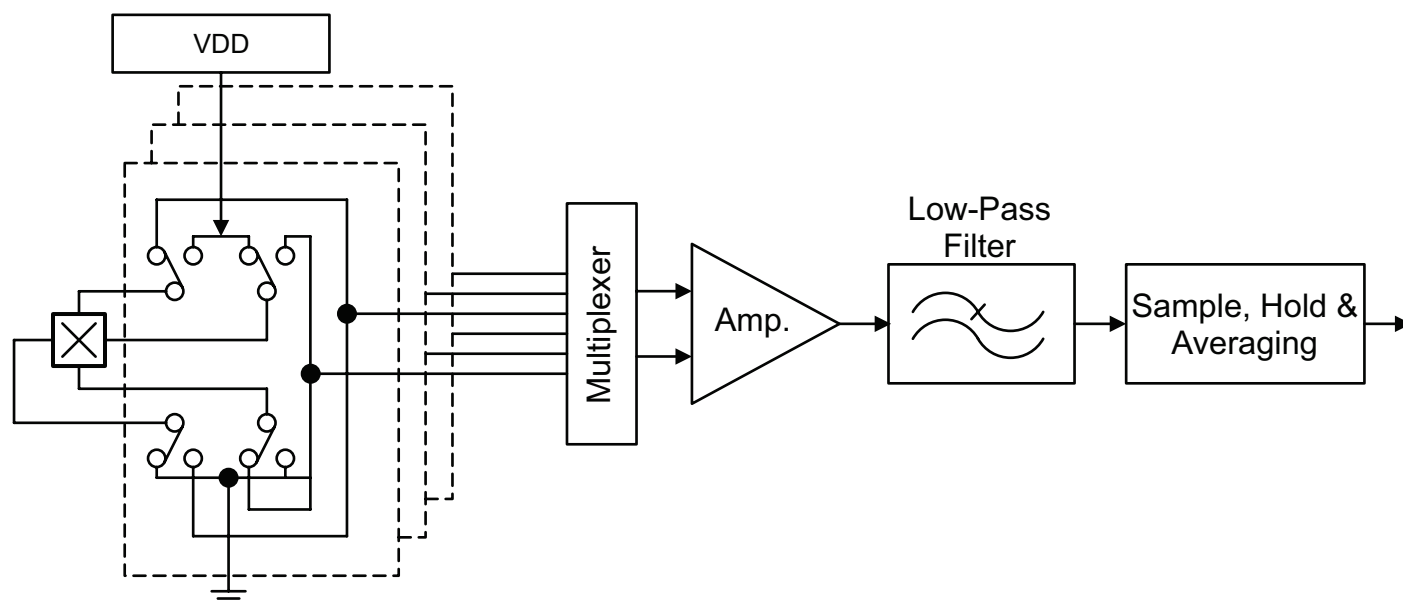 VDD
Multiplexer
Amp.
Low-Pass
Filter
Sample, Hold &
Averaging